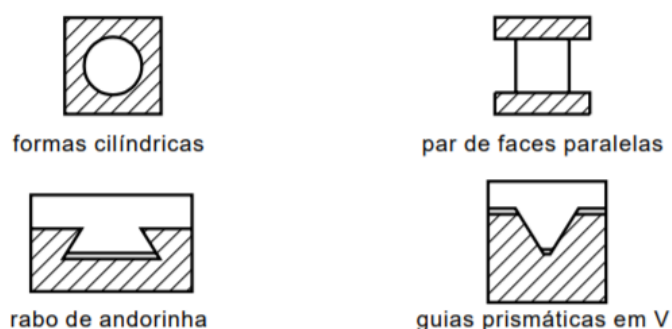 formas cilíndricas
par de faces paralelas
rabo de andorinha
guias prismáticas em V